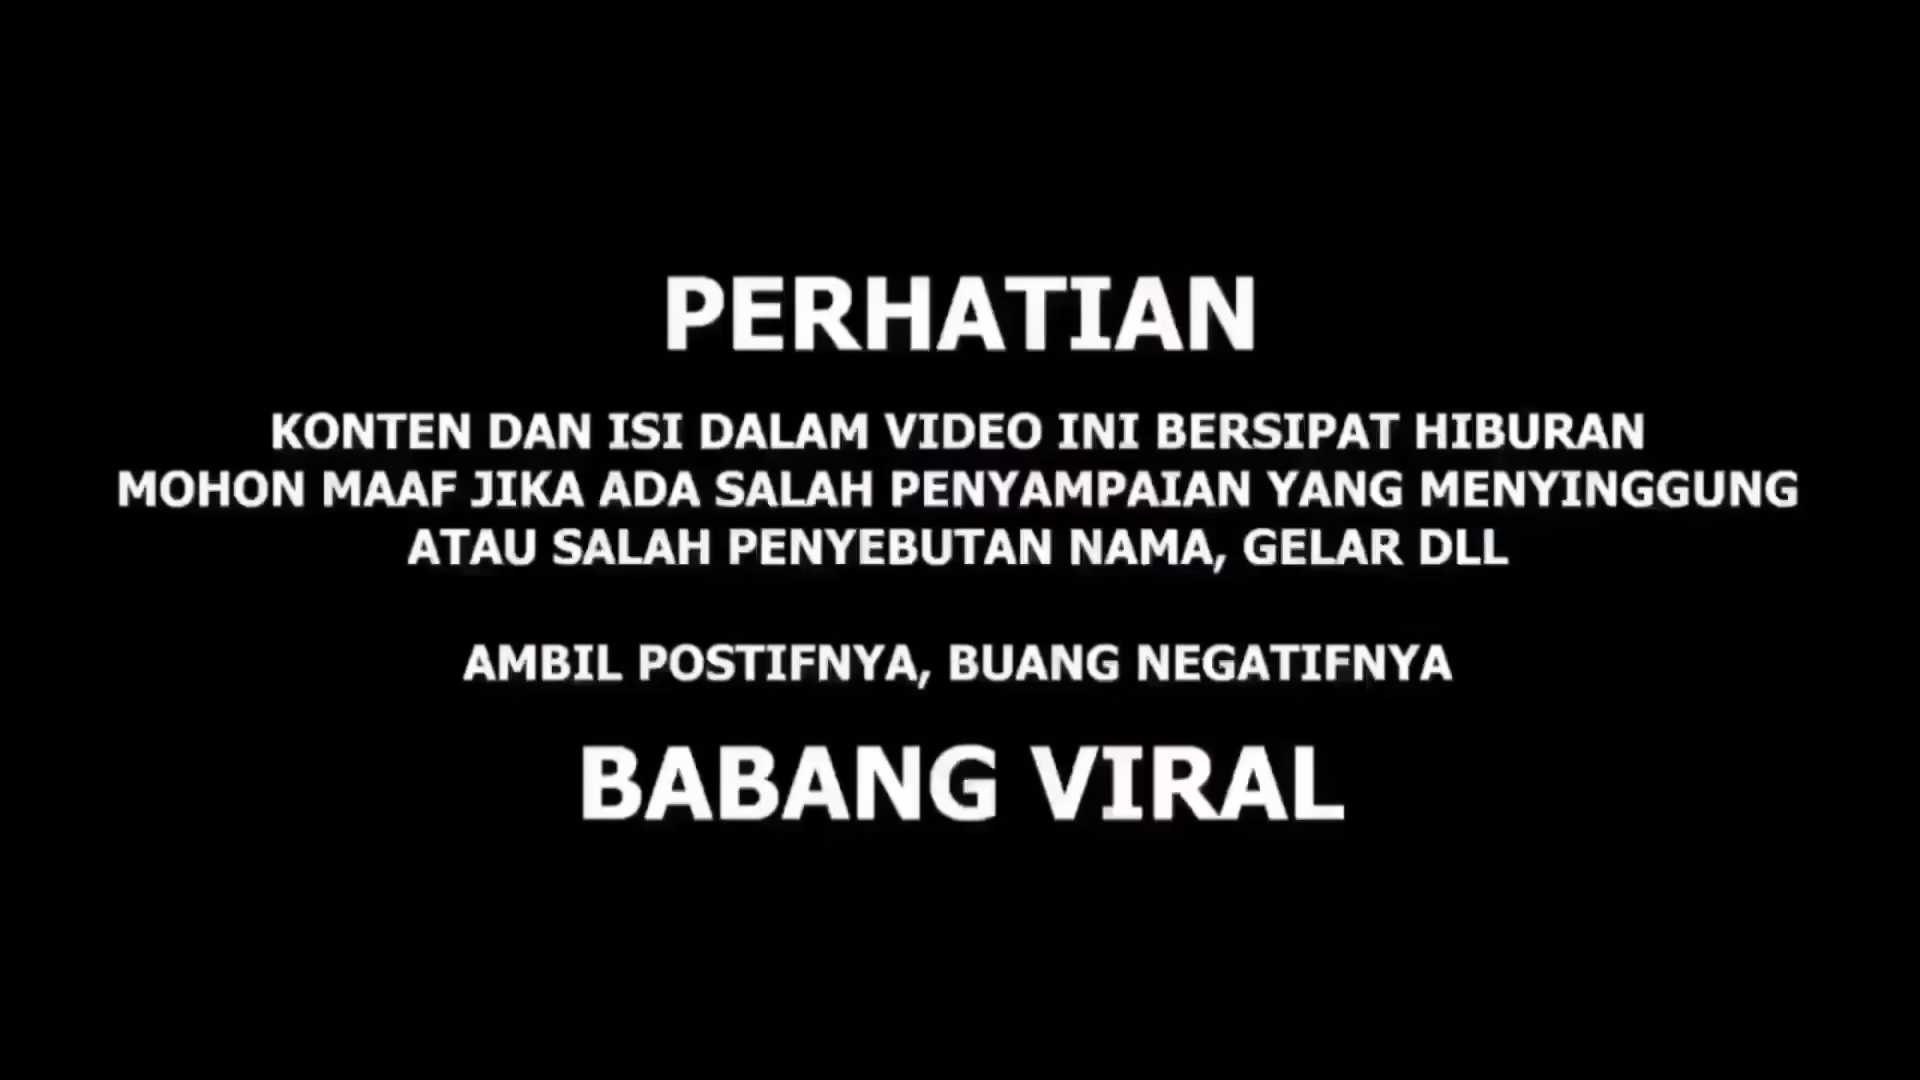 PERHATIAN
KONTEN DAN ISI DALAM VIDEO INI BERSIPAT HIBURAN
MOHON MAAF JIKA ADA SALAH PENYAMPAIAN YANG MENYINGGUNG
ATAU SALAH PENYEBUTAN NAMA, GELAR DLL
AMBIL POSTIFNYA, BUANG NEGATIFNYA
BABANG VIRAL